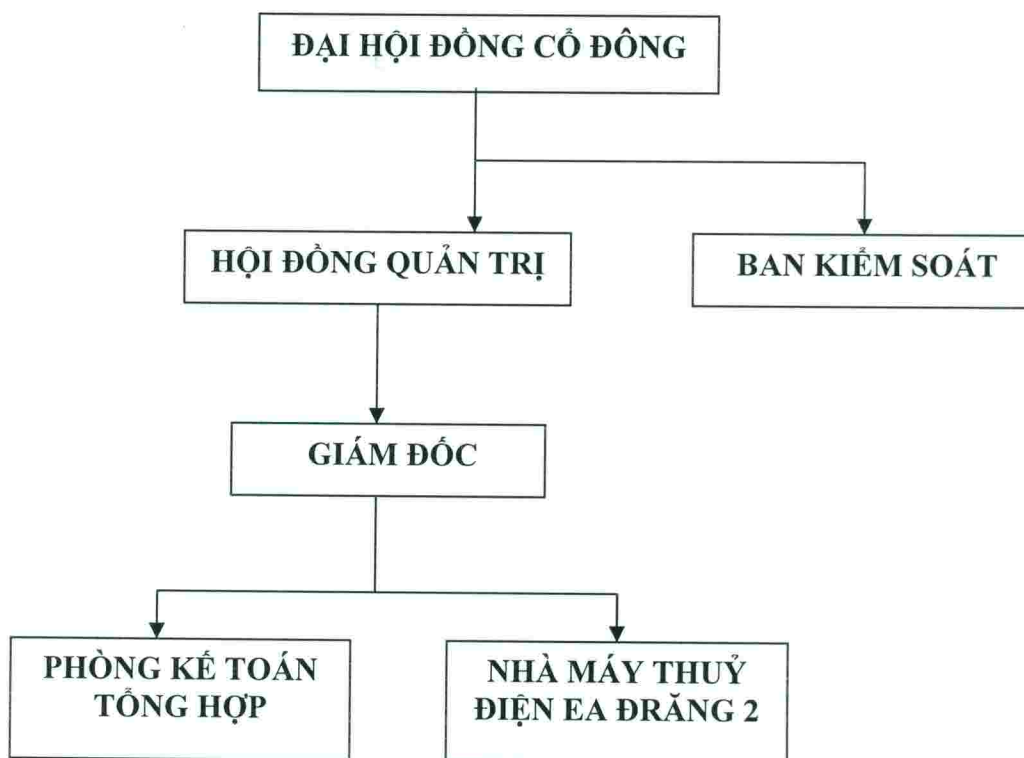 ĐẠI HỘI ĐỒNG CỔ ĐÔNG
HỘI ĐỒNG QUẢN TRỊ
BAN KIỂM SOÁT
GIÁM ĐỐC
PHÒNG KẾ TOÁN
TỔNG HỢP
NHÀ MÁY THUỶ
ĐIỆN EA ĐRĂNG 2